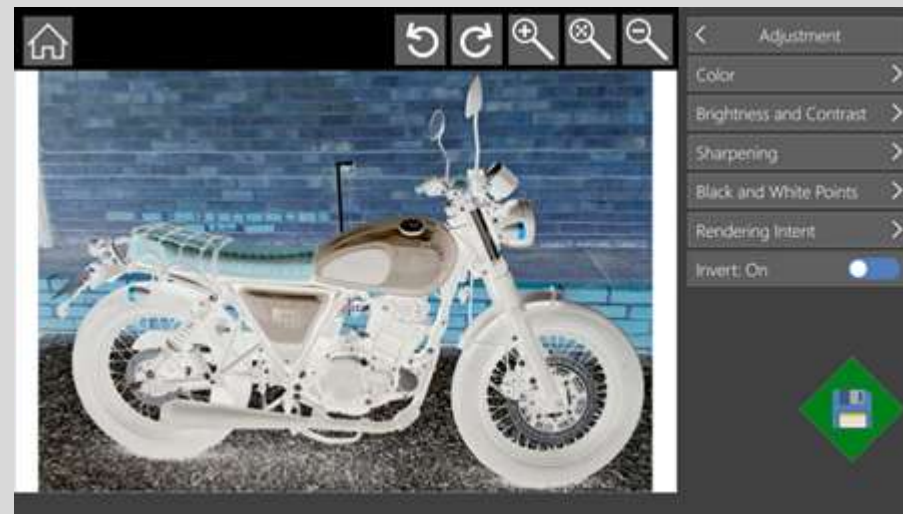 Adjustment
Color
Brightness and Contrast
Sharpening
Black and White Points
Rendering Intent
Invert: On